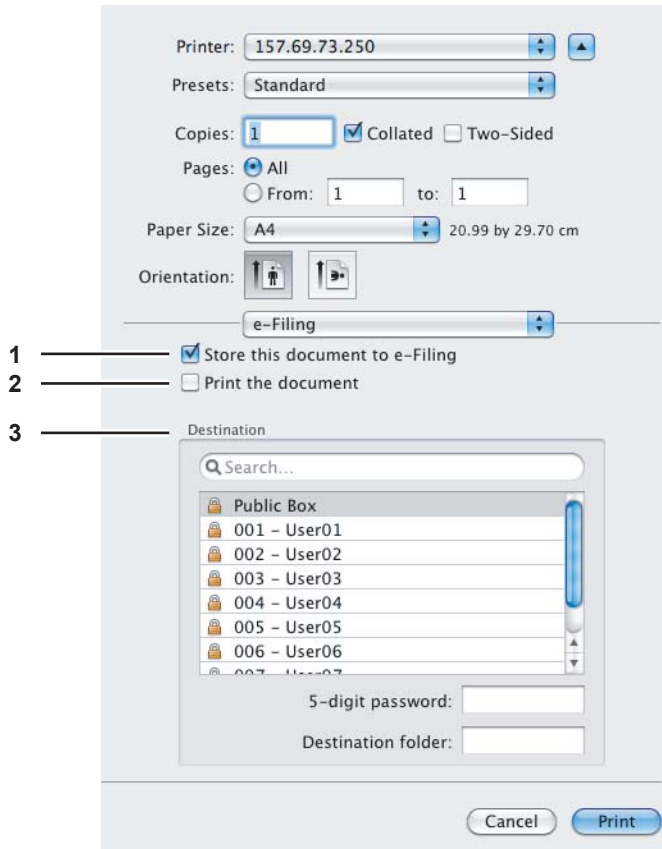 Printer: 157.69.73.250
Presets: Standard
Copies: 1 Collated Two-Sided
Pages: All
From: 1 to: 1
Paper Size: A4 20.99 by 29.70 cm
Orientation:
e-Filing
1 Store this document to e-Filing
2 Print the document
3 Destination
Search...
Public Box
001 - User01
002 - User02
003 - User03
004 - User04
005 - User05
006 - User06
007 - User07
5-digit password:
Destination folder:
Cancel Print